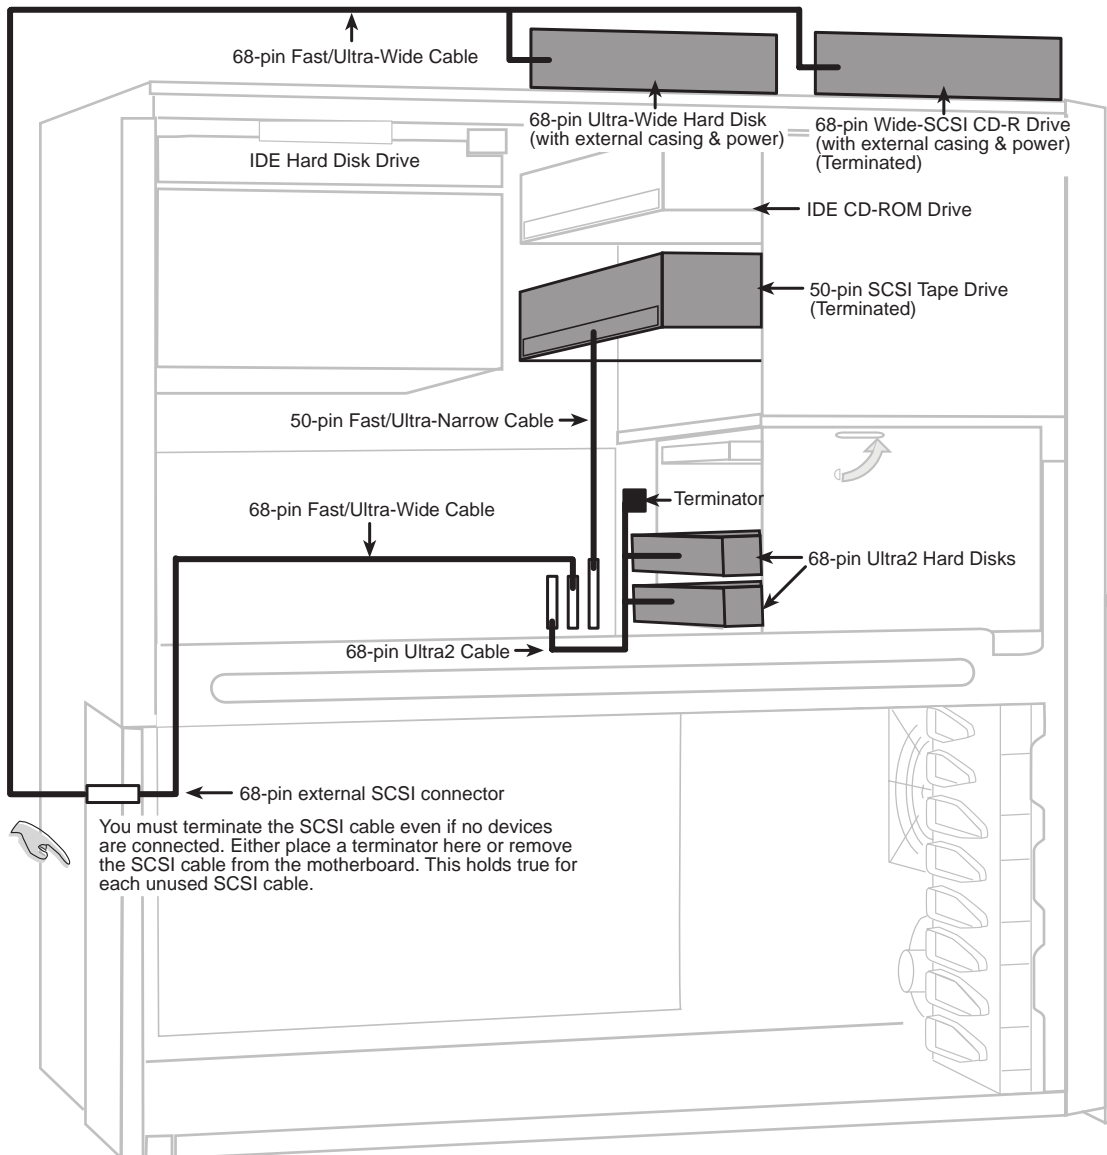 68-pin Fast/Ultra-Wide Cable
68-pin Ultra-Wide Hard Disk
(with external casing & power)
68-pin Wide-SCSI CD-R Drive
(with external casing & power)
(Terminated)
IDE Hard Disk Drive
IDE CD-ROM Drive
50-pin SCSI Tape Drive
(Terminated)
50-pin Fast/Ultra-Narrow Cable
Terminator
68-pin Fast/Ultra-Wide Cable
68-pin Ultra2 Hard Disks
68-pin Ultra2 Cable
68-pin external SCSI connector
You must terminate the SCSI cable even if no devices
are connected. Either place a terminator here or remove
the SCSI cable from the motherboard. This holds true for
each unused SCSI cable.